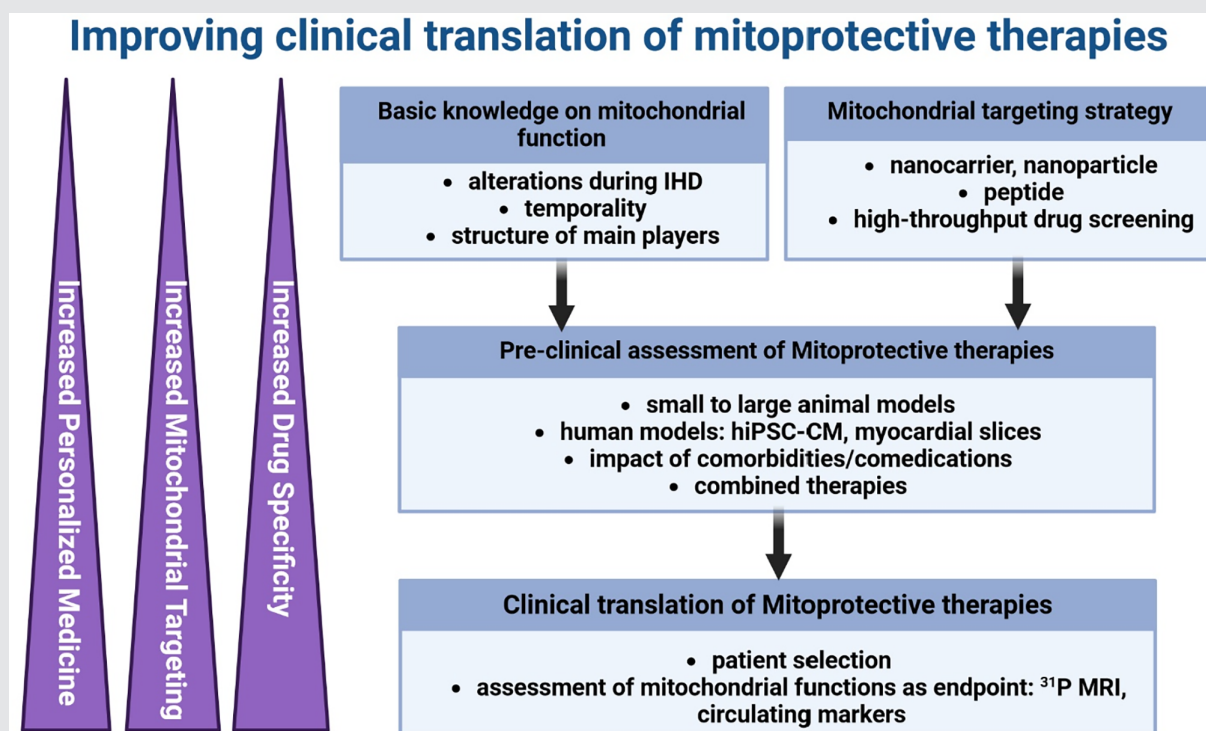 Improving clinical translation of mitoprotective therapies
Increased Personalized Medicine
Increased Mitochondrial Targeting
Increased Drug Specificity
Basic knowledge on mitochondrial
function
• alterations during IHD
• temporality
• structure of main players
Mitochondrial targeting strategy
• nanocarrier, nanoparticle
• peptide
• high-throughput drug screening
Pre-clinical assessment of Mitoprotective therapies
• small to large animal models
• human models: hiPSC-CM, myocardial slices
• impact of comorbidities/comedications
• combined therapies
Clinical translation of Mitoprotective therapies
• patient selection
• assessment of mitochondrial functions as endpoint: ³¹P MRI,
circulating markers